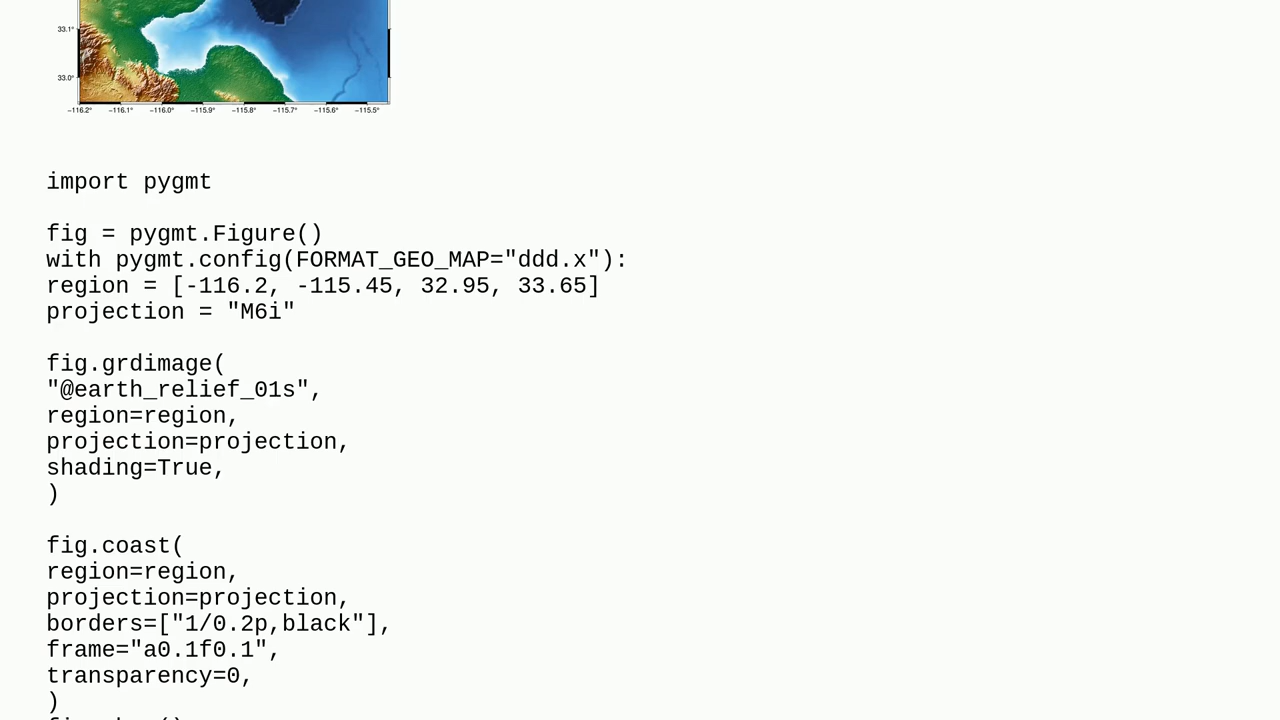 33.1°
33.0°
−116.2° −116.1° −116.0° −115.9° −115.8° −115.7° −115.6° −115.5°
import pygmt
fig = pygmt.Figure()
with pygmt.config(FORMAT_GEO_MAP="ddd.x"):
region = [-116.2, -115.45, 32.95, 33.65]
projection = "M6i"
fig.grdimage(
"@earth_relief_01s",
region=region,
projection=projection,
shading=True,
)
fig.coast(
region=region,
projection=projection,
borders=["1/0.2p,black"],
frame="a0.1f0.1",
transparency=0,
)